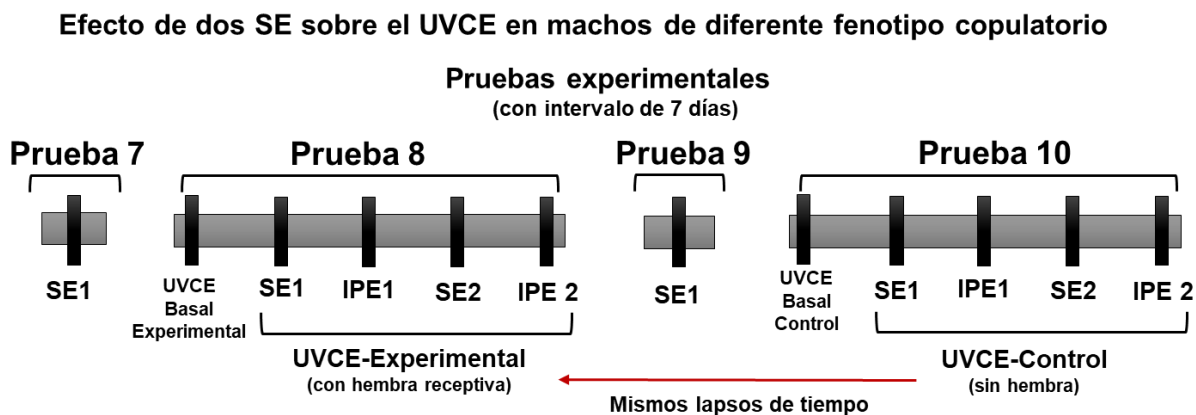 Efecto de dos SE sobre el UVCE en machos de diferente fenotipo copulatorio
Pruebas experimentales
(con intervalo de 7 días)
Prueba 7
Prueba 8
Prueba 9
Prueba 10
SE1
UVCE
Basal
Experimental
SE1
IPE1
SE2
IPE 2
SE1
UVCE
Basal
Control
SE1
IPE1
SE2
IPE 2
UVCE-Experimental
(con hembra receptiva)
UVCE-Control
(sin hembra)
Mismos lapsos de tiempo